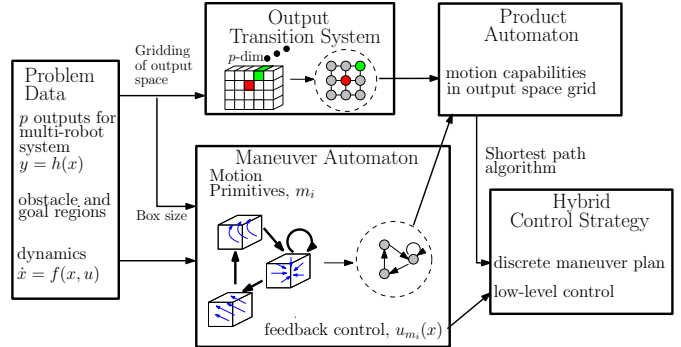 Problem
Data
p outputs for
multi-robot
system
y = h(x)
obstacle and
goal regions
dynamics
ẋ = f(x, u)
Gridding
of output
space
Box size
Output
Transition System
p-dim
Maneuver Automaton
Motion
Primitives, m_i
feedback control, u_{m_i}(x)
Product
Automaton
motion capabilities
in output space grid
Shortest path
algorithm
Hybrid
Control Strategy
discrete maneuver plan
low-level control